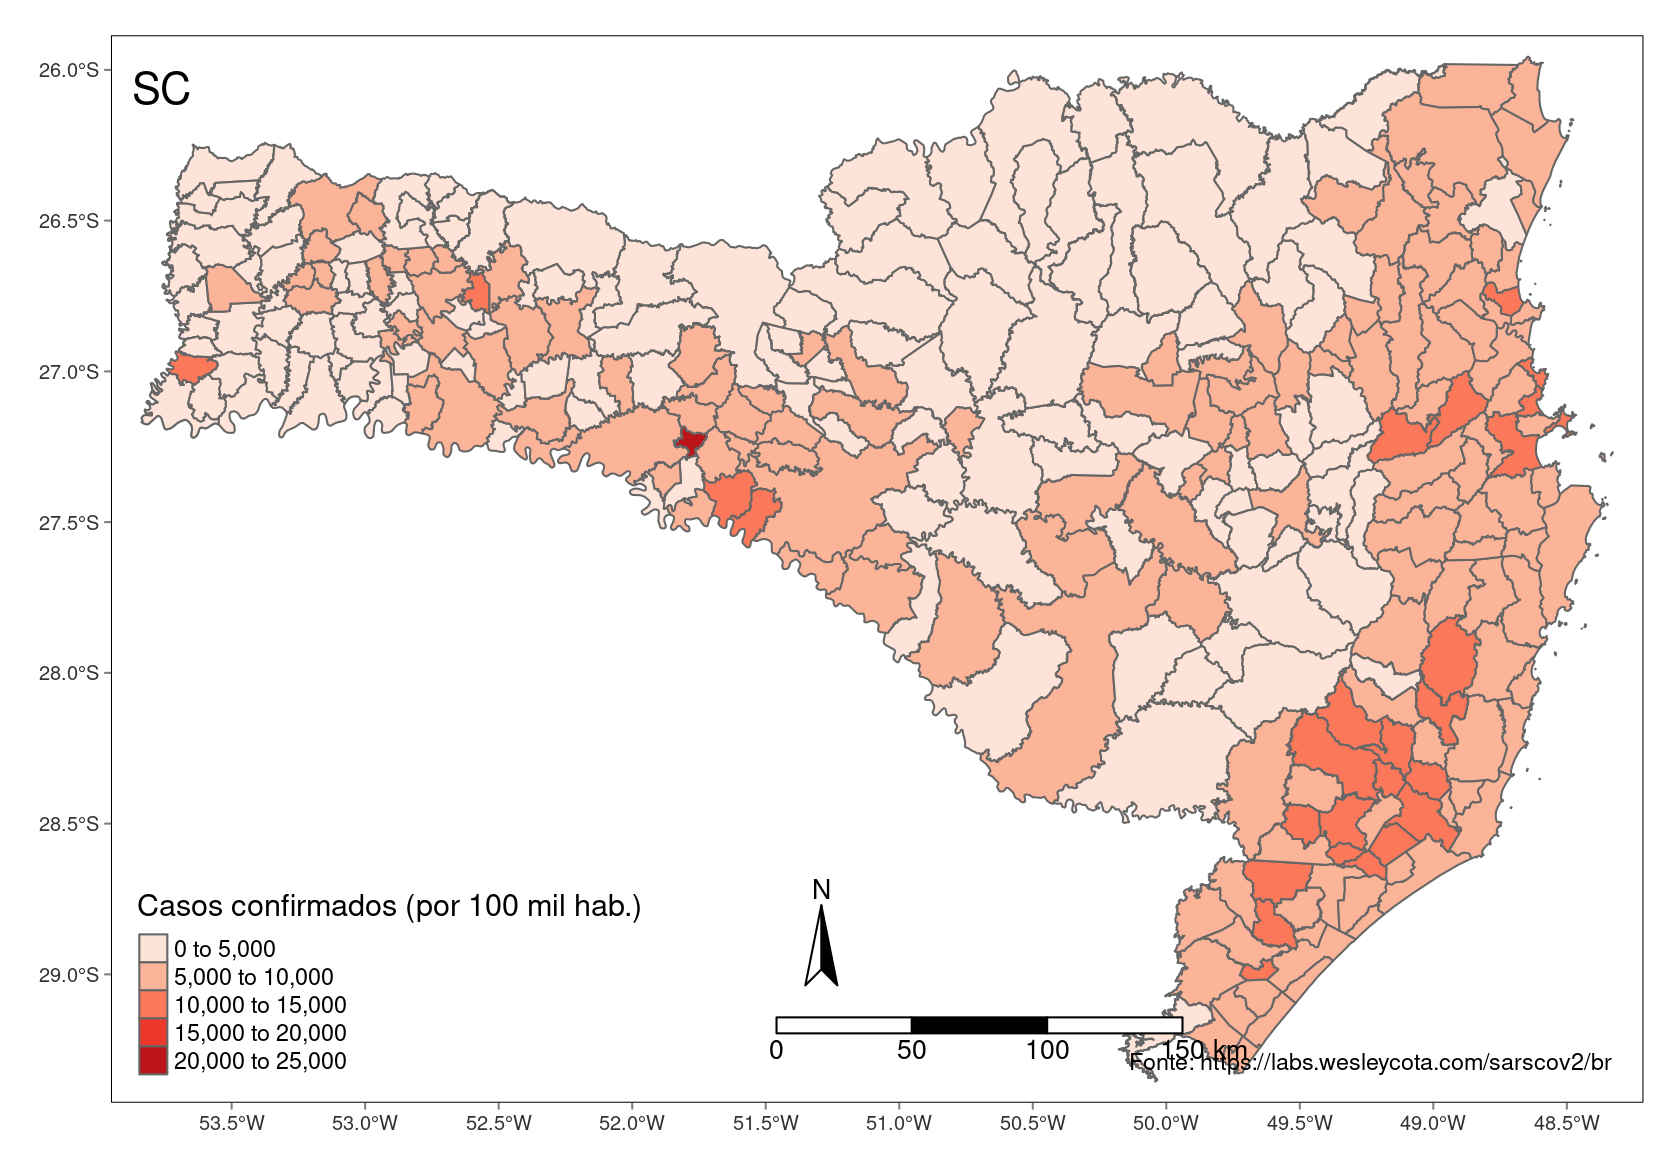 SC
26.0°S
26.5°S
27.0°S
27.5°S
28.0°S
28.5°S
29.0°S
N
Casos confirmados (por 100 mil hab.)
0 to 5,000
5,000 to 10,000
10,000 to 15,000
15,000 to 20,000
20,000 to 25,000
0 50 100 150 km
Fonte: https://labs.wesleycota.com/sarscov2/br
53.5°W 53.0°W 52.5°W 52.0°W 51.5°W 51.0°W 50.5°W 50.0°W 49.5°W 49.0°W 48.5°W